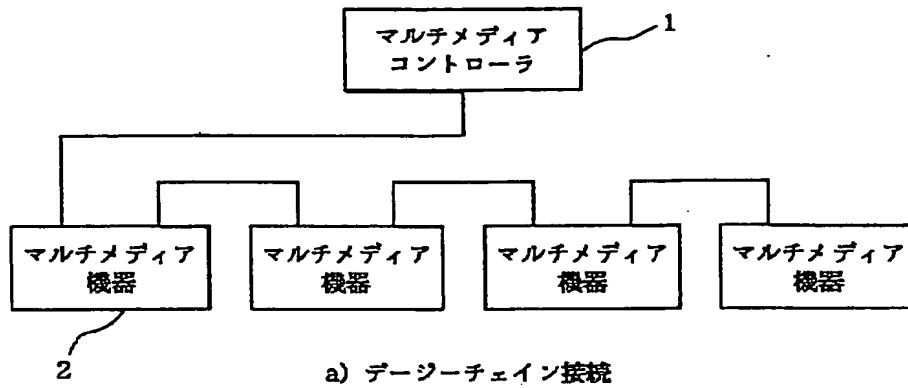 マルチメディア
コントローラ
1
マルチメディア
機器
マルチメディア
機器
マルチメディア
機器
マルチメディア
機器
2
a) デージーチェイン接続